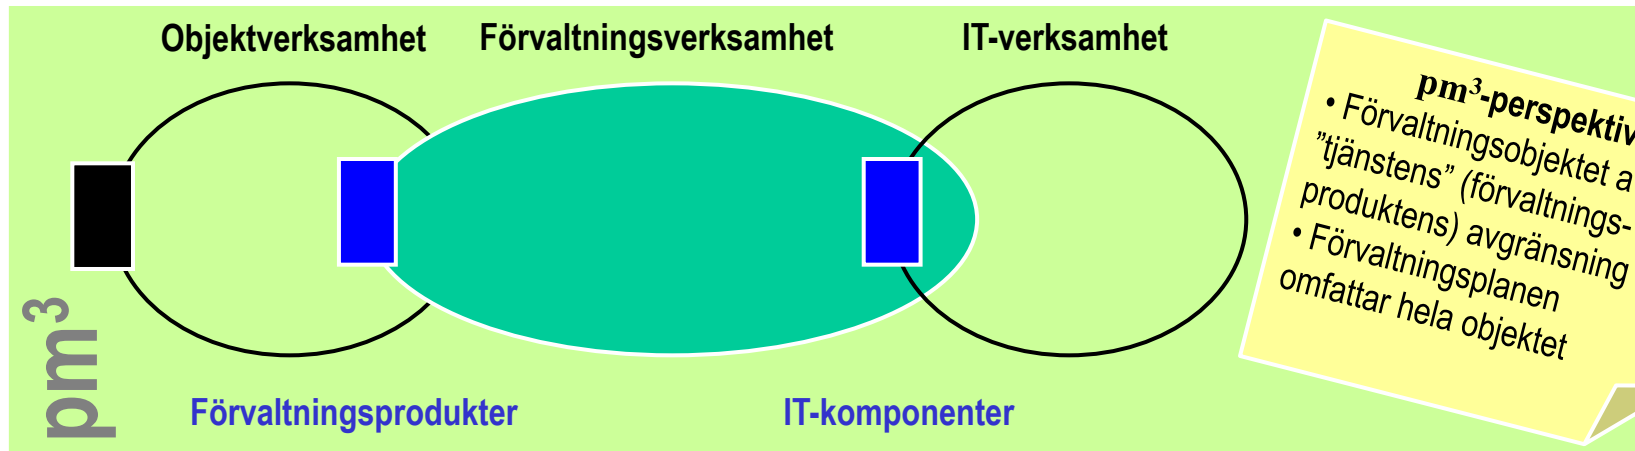 Objektverksamhet
Förvaltningsverksamhet
IT-verksamhet
pm³
Förvaltningsprodukter
IT-komponenter
pm³-perspektiv
• Förvaltningsobjektet a
”tjänstens” (förvaltnings-
produktens) avgränsning
• Förvaltningsplanen
omfattar hela objektet